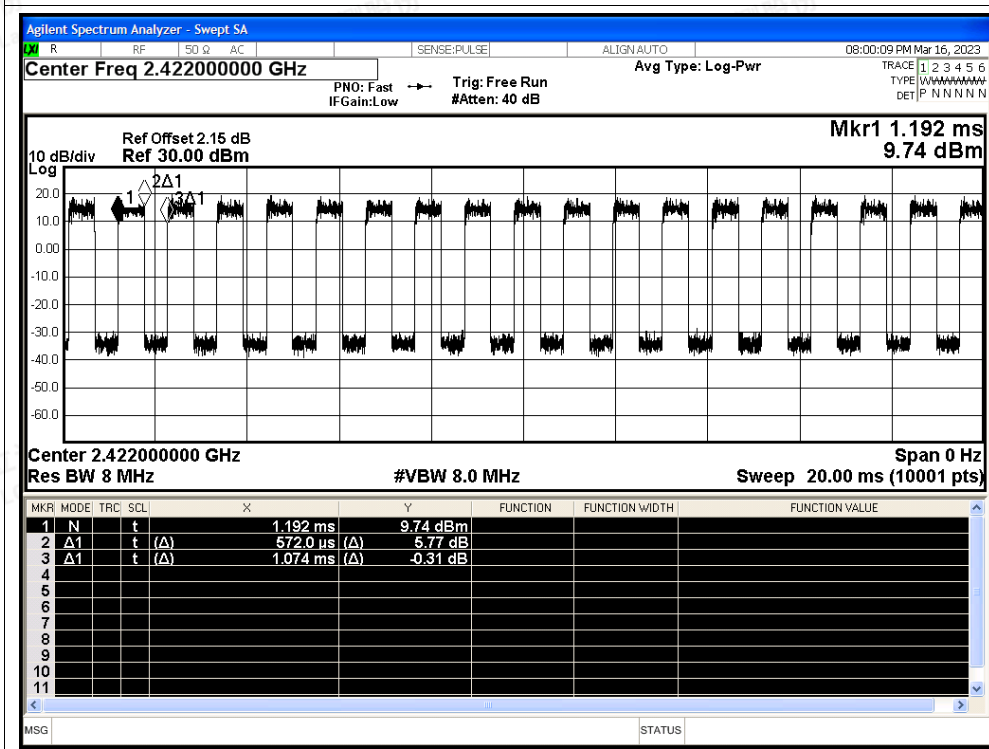 Agilent Spectrum Analyzer - Swept SA
LXI R RF 50 Ω AC SENSE:PULSE ALIGN AUTO 08:00:09 PM Mar 16, 2023
Center Freq 2.422000000 GHz
PNO: Fast
IFGain:Low
Trig: Free Run
#Atten: 40 dB
Avg Type: Log-Pwr
TRACE 1 2 3 4 5 6
TYPE
DET P N N N N N
Mkr1 1.192 ms
9.74 dBm
Ref Offset 2.15 dB
10 dB/div Ref 30.00 dBm
Log
2Δ1
1 3Δ1
20.0
10.0
0.00
-10.0
-20.0
-30.0
-40.0
-50.0
-60.0
Center 2.422000000 GHz Span 0 Hz
Res BW 8 MHz #VBW 8.0 MHz Sweep 20.00 ms (10001 pts)
MKR MODE TRC SCL X Y FUNCTION FUNCTION WIDTH FUNCTION VALUE
1 N t 1.192 ms 9.74 dBm
2 Δ1 t (Δ) 572.0 µs (Δ) 5.77 dB
3 Δ1 t (Δ) 1.074 ms (Δ) -0.31 dB
4
5
6
7
8
9
10
11
MSG STATUS